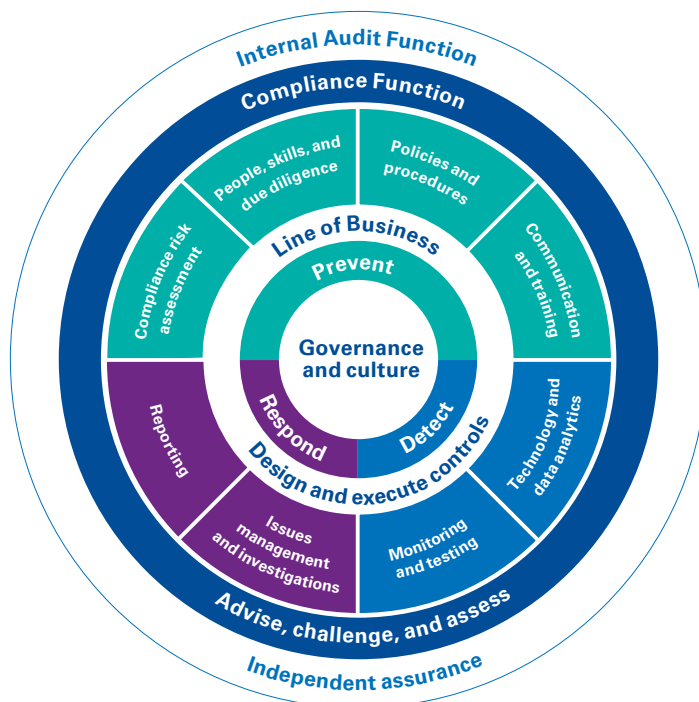 Internal Audit Function
Compliance Function
People, skills, and
due diligence
Policies and
procedures
Compliance risk
assessment
Communication
and training
Line of Business
Prevent
Governance
and culture
Respond
Detect
Design and execute controls
Reporting
Technology and
data analytics
Issues
management
and investigations
Monitoring
and testing
Advise, challenge, and assess
Independent assurance